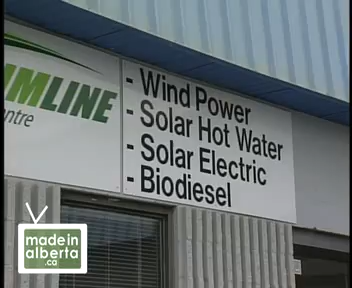 MLINE
entre
- Wind Power
- Solar Hot Water
- Solar Electric
- Biodiesel
made in
alberta
.ca